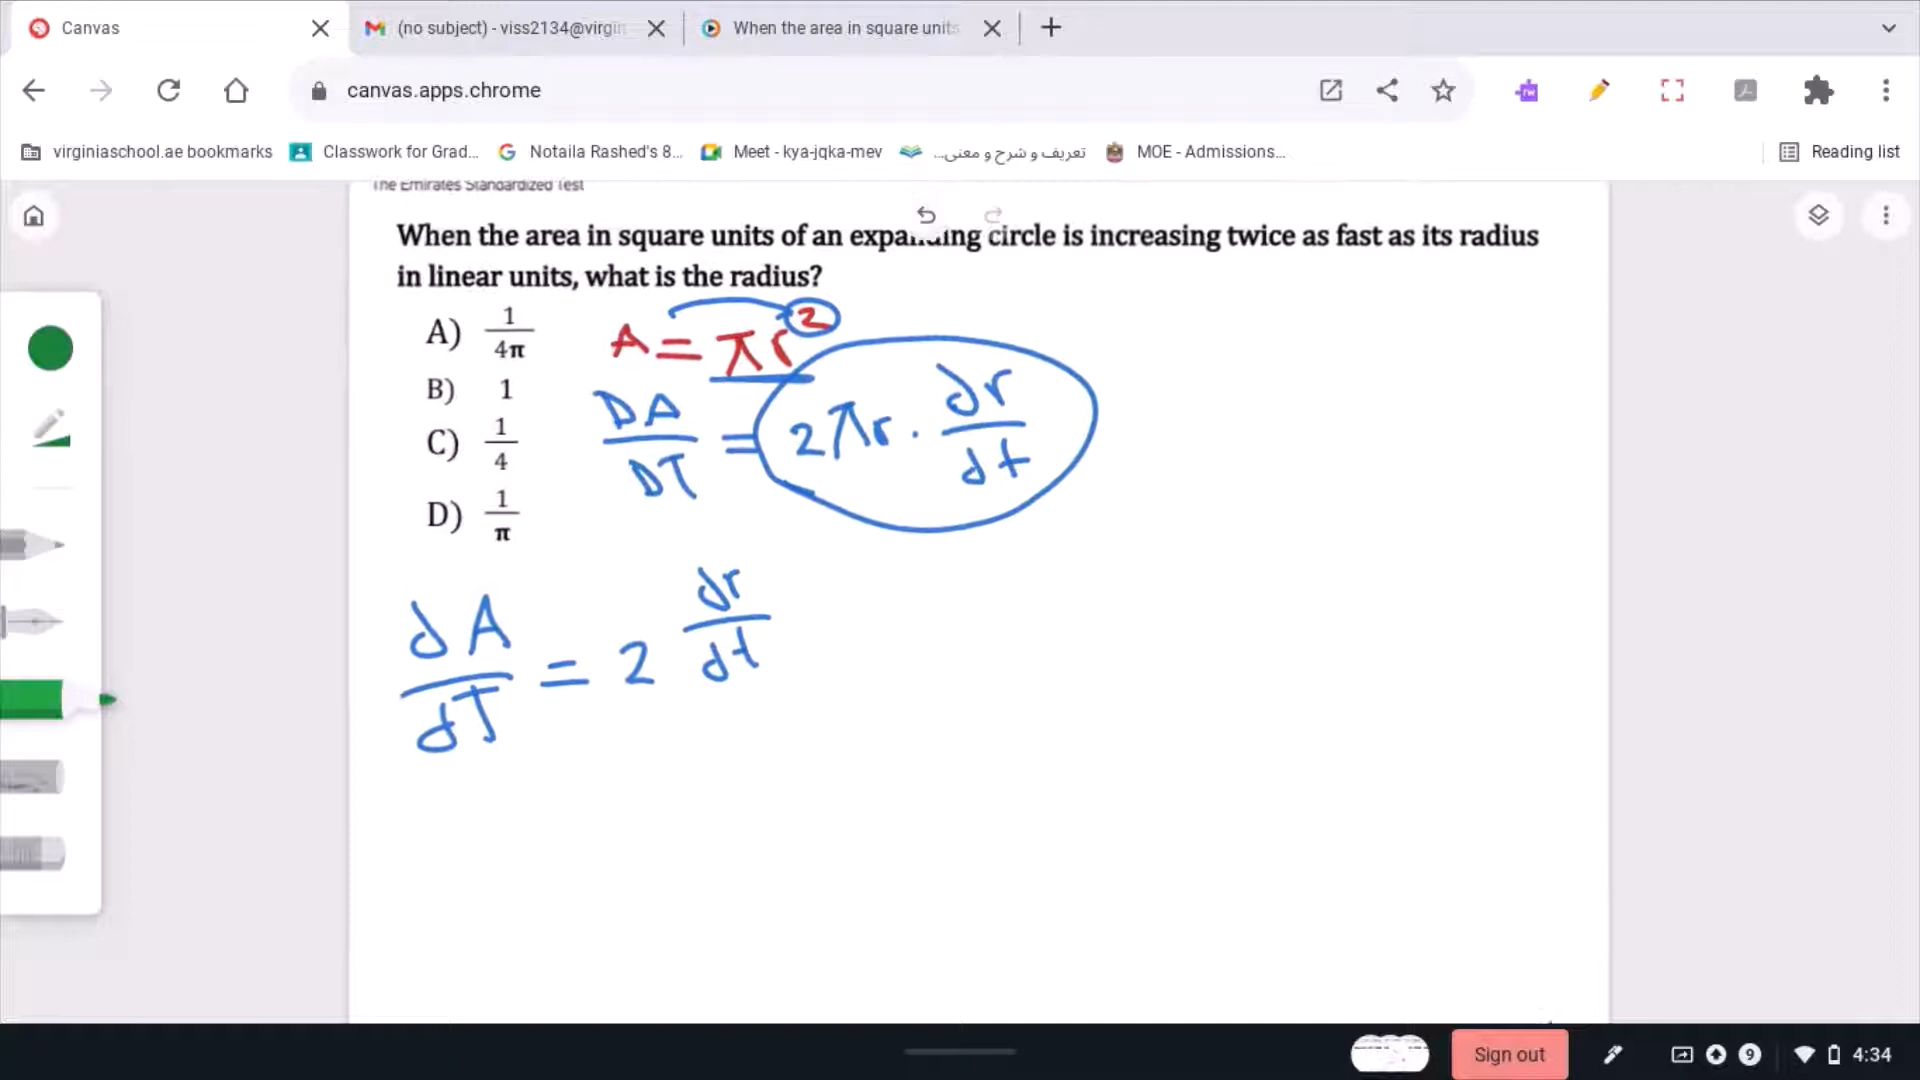 Canvas
(no subject) - viss2134@virgin
When the area in square units
canvas.apps.chrome
virginiaschool.ae bookmarks
Classwork for Grad...
Notaila Rashed's 8...
Meet - kya-jqka-mev
تعریف و شرح و معنی...
MOE - Admissions...
Reading list
The Emirates Standardized Test
When the area in square units of an expanding circle is increasing twice as fast as its radius
in linear units, what is the radius?
A) 1/4π
B) 1
C) 1/4
D) 1/π
A = πr²
DA/DT = 2πr · dr/dt
dA/dT = 2 dr/dt
Sign out
9
4:34